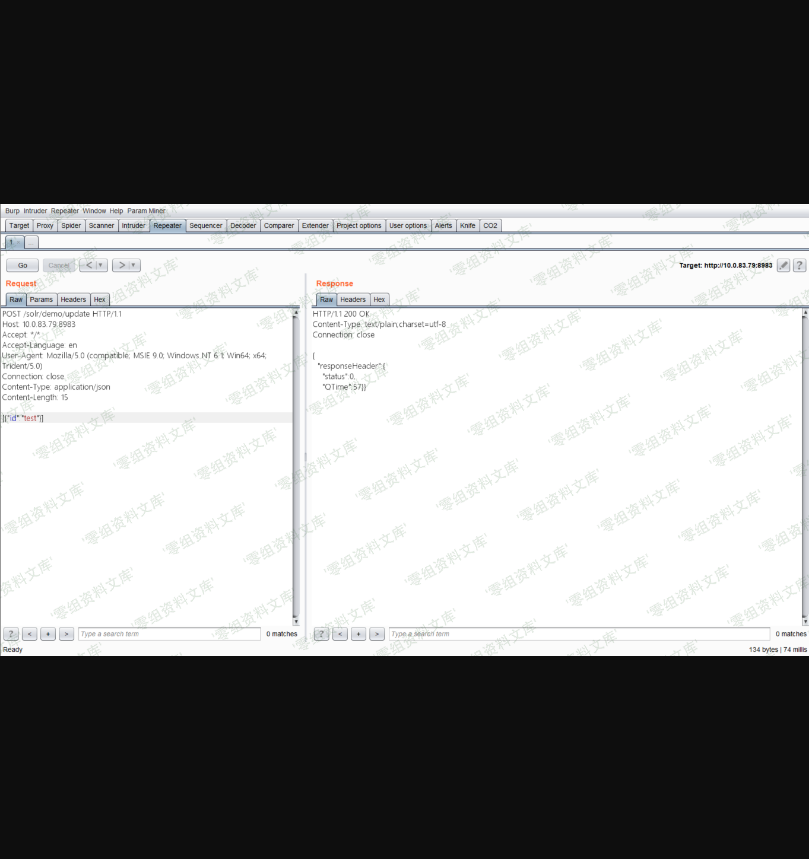 Burp Intruder Repeater Window Help Param Miner
Target Proxy Spider Scanner Intruder Repeater Sequencer Decoder Comparer Extender Project options User options Alerts Knife CO2
1 × ...
Go Cancel < ▼ > ▼ Target: http://10.0.83.79:8983 ?
Request
Raw Params Headers Hex
POST /solr/demo/update HTTP/1.1
Host: 10.0.83.79:8983
Accept: */*
Accept-Language: en
User-Agent: Mozilla/5.0 (compatible; MSIE 9.0; Windows NT 6.1; Win64; x64;
Trident/5.0)
Connection: close
Content-Type: application/json
Content-Length: 15
[{"id":"test"}]
? < + > Type a search term 0 matches
Ready
Response
Raw Headers Hex
HTTP/1.1 200 OK
Content-Type: text/plain;charset=utf-8
Connection: close
{
"responseHeader":{
"status":0,
"QTime":57}}
? < + > Type a search term 0 matches
134 bytes | 74 millis
'零组资料文库'